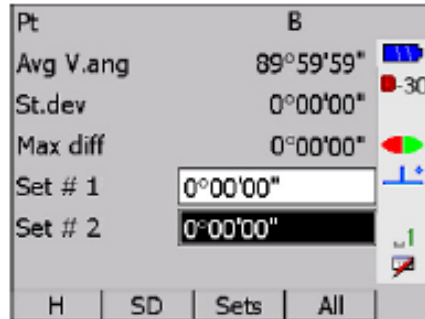 Pt B
Avg V.ang 89°59'59"
St.dev 0°00'00"
Max diff 0°00'00"
Set # 1 0°00'00"
Set # 2 0°00'00"
-30
1
H SD Sets All